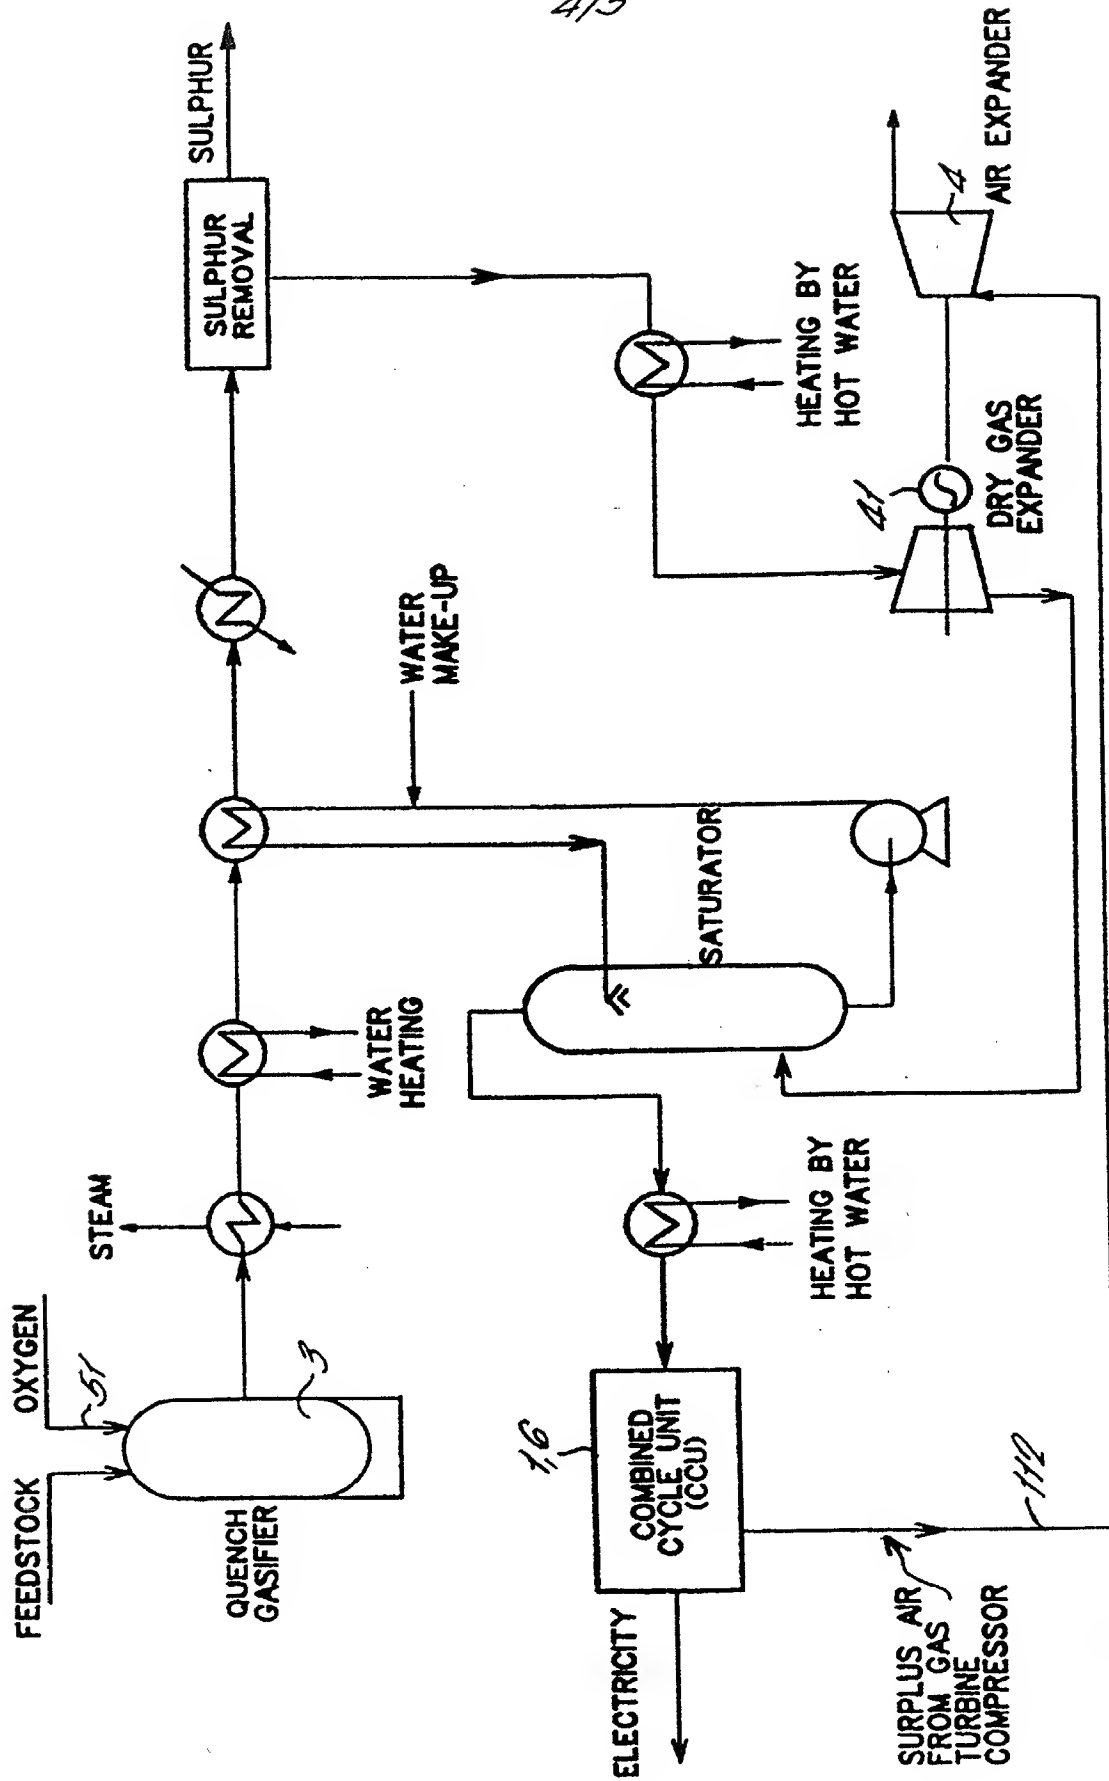 4/5
FEEDSTOCK
OXYGEN
51
QUENCH
GASIFIER
3
STEAM
WATER
HEATING
WATER
MAKE-UP
SULPHUR
REMOVAL
SULPHUR
ELECTRICITY
1,6
COMBINED
CYCLE UNIT
(CCU)
HEATING BY
HOT WATER
SATURATOR
HEATING BY
HOT WATER
SURPLUS AIR
FROM GAS
TURBINE
COMPRESSOR
112
41
DRY GAS
EXPANDER
4
AIR EXPANDER